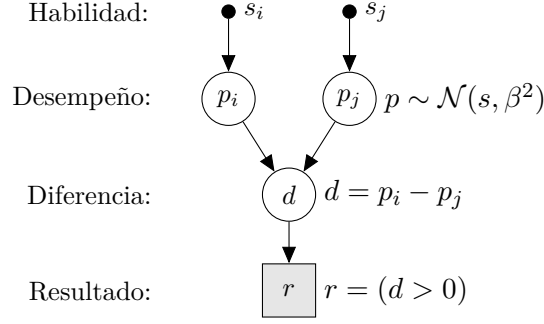 Habilidad: s_i s_j
Desempeño: p_i p_j p ∼ 𝒩(s, β²)
Diferencia: d d = p_i − p_j
Resultado: r r = (d > 0)